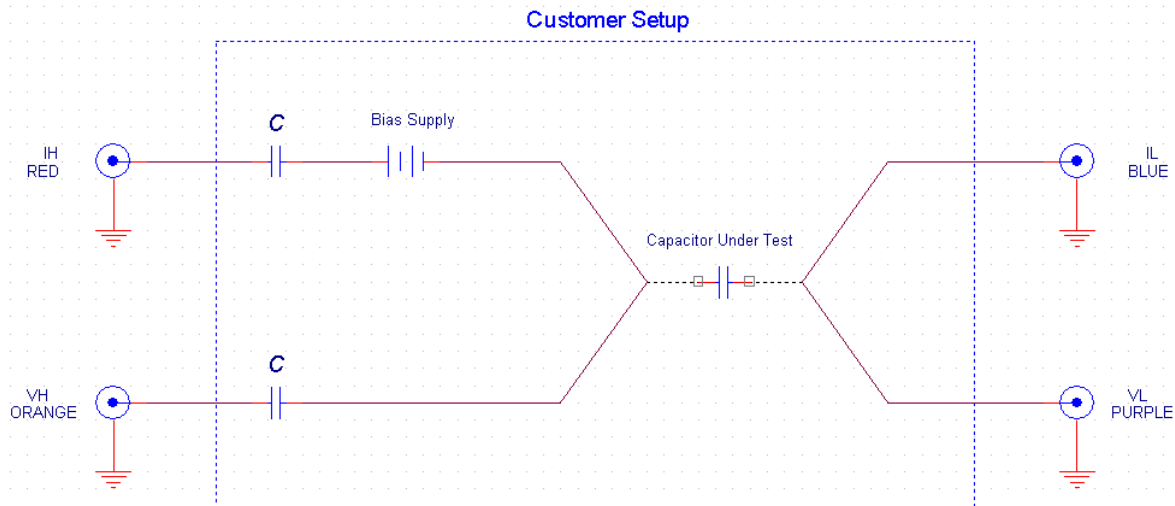 Customer Setup
C
Bias Supply
IH
RED
IL
BLUE
Capacitor Under Test
C
VH
ORANGE
VL
PURPLE